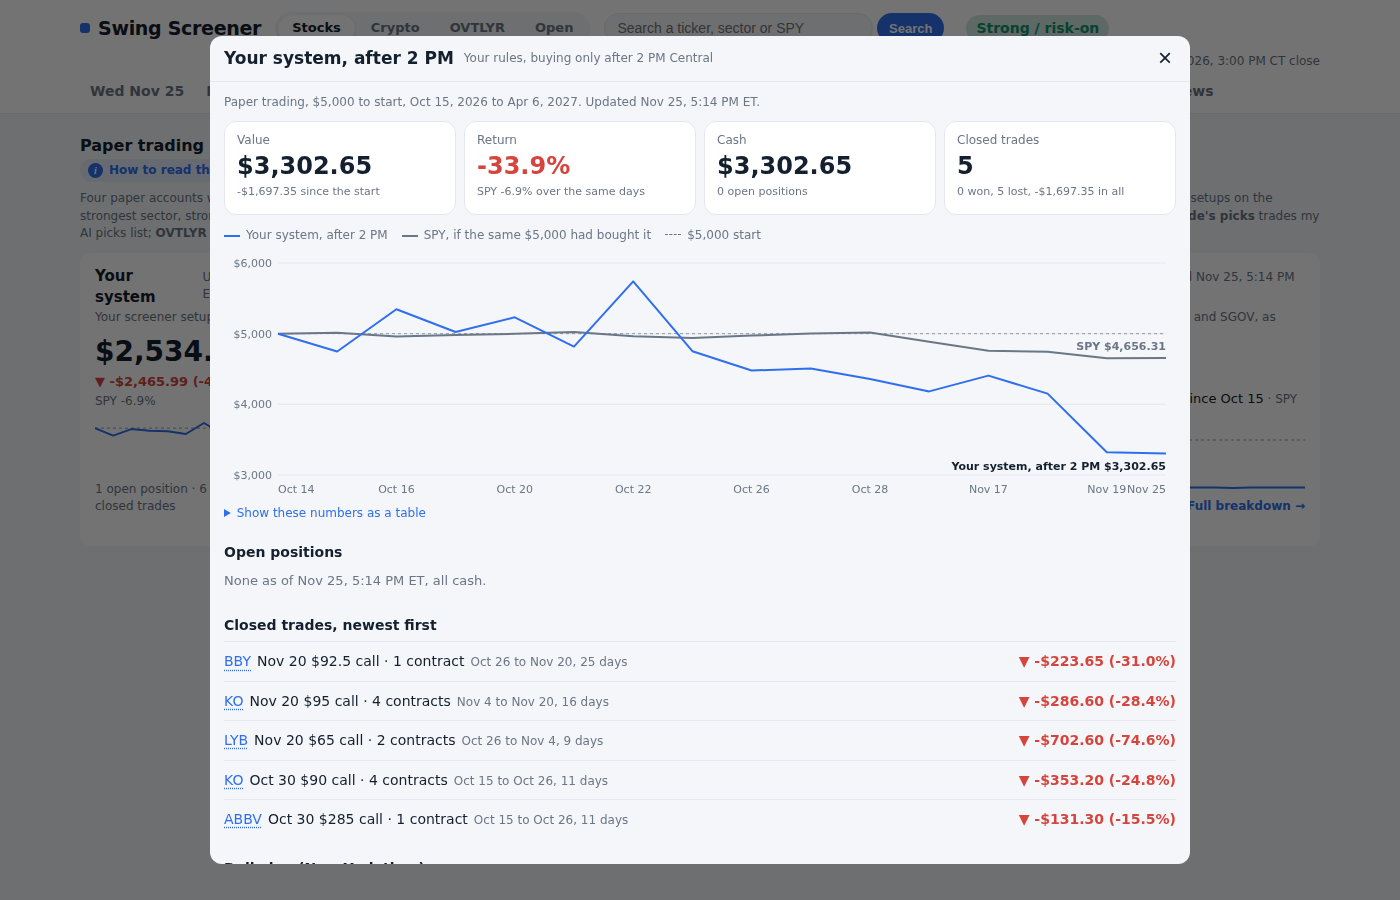 Swing Screener Stocks Crypto OVTLYR Open Search a ticker, sector or SPY Search Strong / risk-on
Your system, after 2 PM Your rules, buying only after 2 PM Central ✕
026, 3:00 PM CT close
Wed Nov 25
Paper trading, $5,000 to start, Oct 15, 2026 to Apr 6, 2027. Updated Nov 25, 5:14 PM ET.
Value
$3,302.65
-$1,697.35 since the start
Return
-33.9%
SPY -6.9% over the same days
Cash
$3,302.65
0 open positions
Closed trades
5
0 won, 5 lost, -$1,697.35 in all
Paper trading
i How to read th
Four paper accounts
setups on the
strongest sector, stro
de's picks trades my
AI picks list; OVTLYR
Your system, after 2 PM SPY, if the same $5,000 had bought it $5,000 start
$6,000
$5,000
$4,000
$3,000
SPY $4,656.31
Your system, after 2 PM $3,302.65
Oct 14 Oct 16 Oct 20 Oct 22 Oct 26 Oct 28 Nov 17 Nov 19 Nov 25
Your
system
Your screener setup
$2,534.
▼ -$2,465.99 (-4
SPY -6.9%
1 open position · 6
closed trades
Nov 25, 5:14 PM
and SGOV, as
ince Oct 15 · SPY
Full breakdown →
▶ Show these numbers as a table
Open positions
None as of Nov 25, 5:14 PM ET, all cash.
Closed trades, newest first
BBY Nov 20 $92.5 call · 1 contract Oct 26 to Nov 20, 25 days ▼ -$223.65 (-31.0%)
KO Nov 20 $95 call · 4 contracts Nov 4 to Nov 20, 16 days ▼ -$286.60 (-28.4%)
LYB Nov 20 $65 call · 2 contracts Oct 26 to Nov 4, 9 days ▼ -$702.60 (-74.6%)
KO Oct 30 $90 call · 4 contracts Oct 15 to Oct 26, 11 days ▼ -$353.20 (-24.8%)
ABBV Oct 30 $285 call · 1 contract Oct 15 to Oct 26, 11 days ▼ -$131.30 (-15.5%)